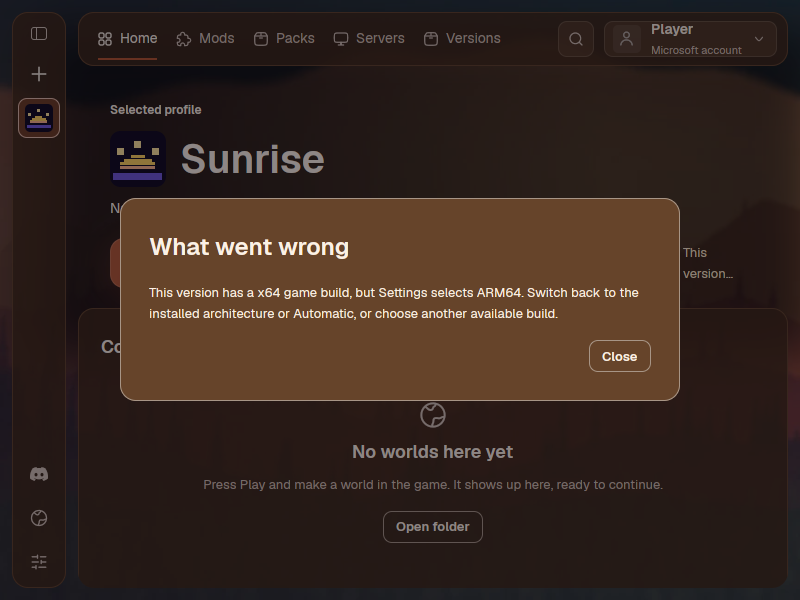 Home
Mods
Packs
Servers
Versions
Player
Microsoft account
Selected profile
Sunrise
What went wrong
This version has a x64 game build, but Settings selects ARM64. Switch back to the
installed architecture or Automatic, or choose another available build.
Close
This
version...
No worlds here yet
Press Play and make a world in the game. It shows up here, ready to continue.
Open folder